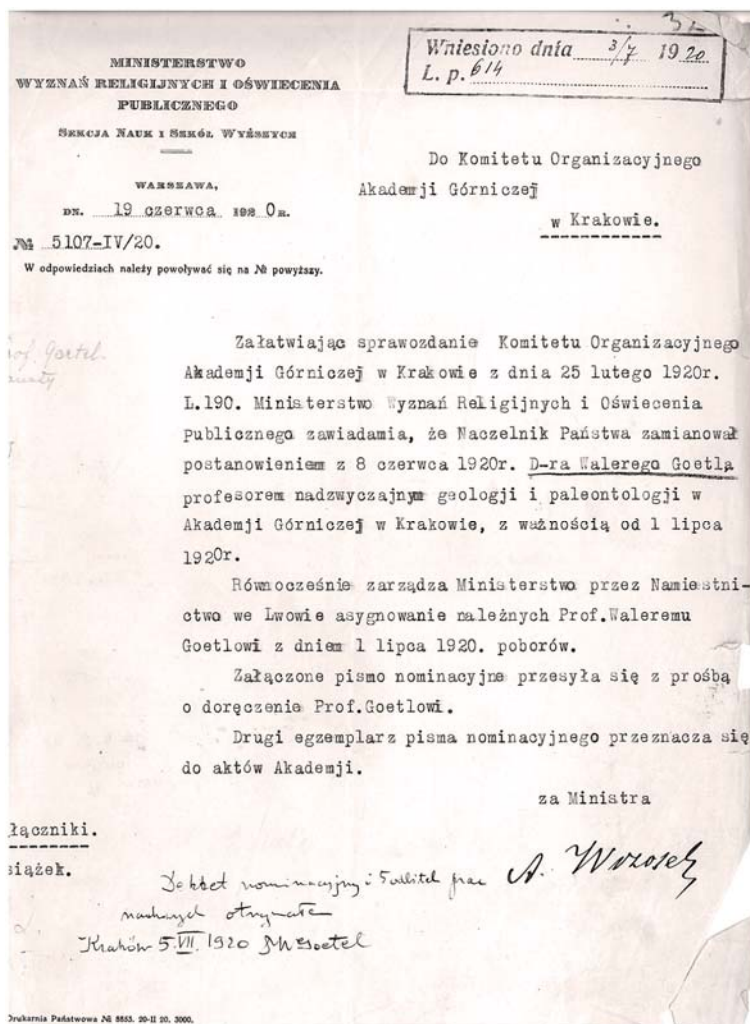 Wniesiono dnia 3/7 1920
L. p. 614
MINISTERSTWO
WYZNAŃ RELIGIJNYCH I OŚWIECENIA
PUBLICZNEGO
SEKCJA NAUK I SZKÓŁ WYŻSZYCH
WARSZAWA,
DN. 19 czerwca 1920R.
№ 5107-IV/20.
W odpowiedziach należy powoływać się na № powyższy.
Do Komitetu Organizacyjnego
Akademji Górniczej
w Krakowie.
Załatwiając sprawozdanie Komitetu Organizacyjnego
Akademji Górniczej w Krakowie z dnia 25 lutego 1920r.
L.190. Ministerstwo Wyznań Religijnych i Oświecenia
Publicznego zawiadamia, że Naczelnik Państwa zamianował
postanowieniem z 8 czerwca 1920r. D-ra Walerego Goetla
profesorem nadzwyczajnym geologji i paleontologji w
Akademji Górniczej w Krakowie, z ważnością od 1 lipca
1920r.
Równocześnie zarządza Ministerstwo przez Namiestni-
ctwo we Lwowie asygnowanie należnych Prof.Waleremu
Goetlowi z dniem 1 lipca 1920. poborów.
Załączone pismo nominacyjne przesyła się z prośbą
o doręczenie Prof.Goetlowi.
Drugi egzemplarz pisma nominacyjnego przeznacza się
do aktów Akademji.
za Ministra
łączniki.
siążek.
A. Wrzosek
nominacyjny i 5 odbitek prac
Kraków 5.VII.1920 Goetel
Drukarnia Państwowa № 8853. 20-II 20. 3000.